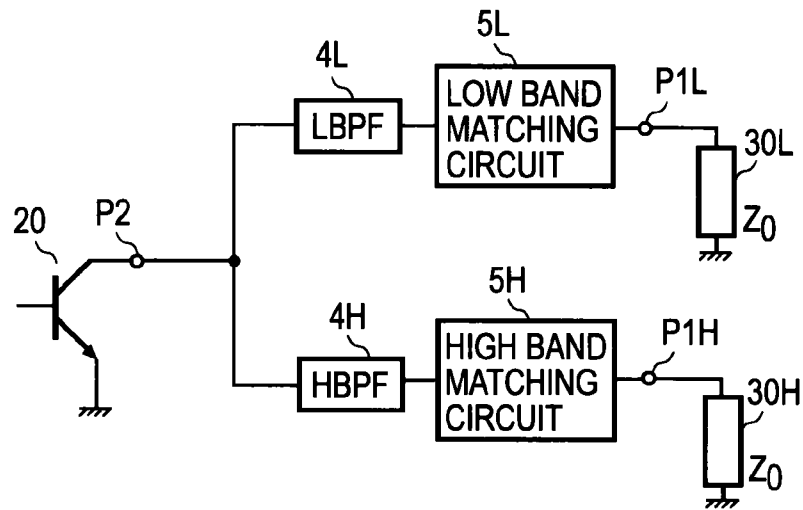 5L
4L
LBPF
LOW BAND
MATCHING
CIRCUIT
P1L
30L
Z0
20
P2
5H
4H
HBPF
HIGH BAND
MATCHING
CIRCUIT
P1H
30H
Z0